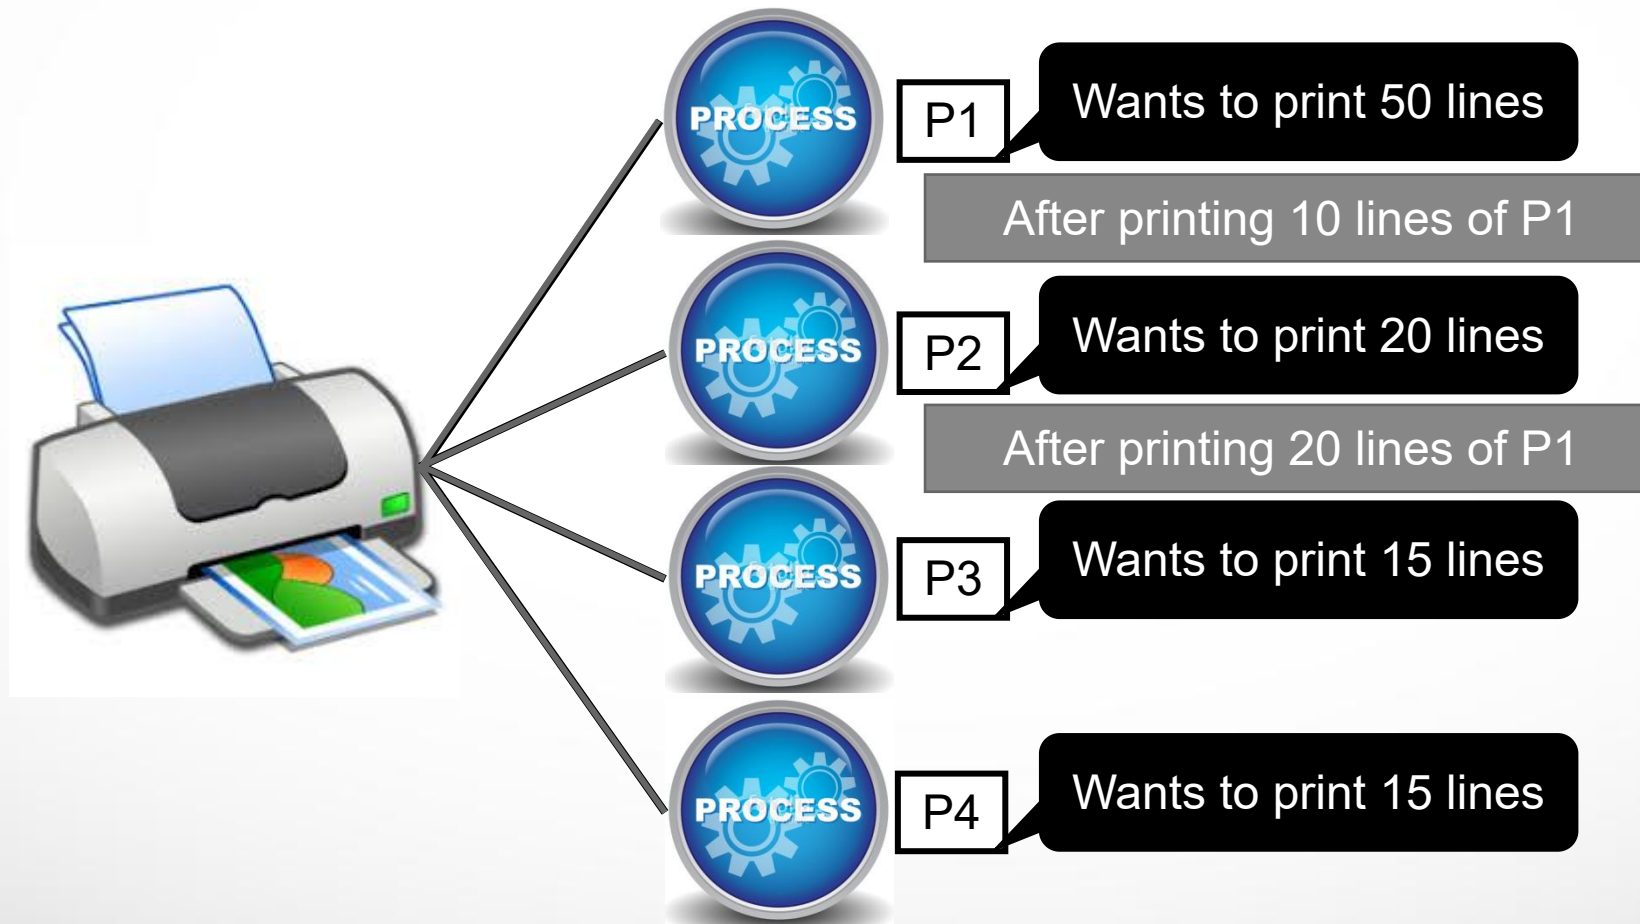 PROCESS
P1
Wants to print 50 lines
After printing 10 lines of P1
PROCESS
P2
Wants to print 20 lines
After printing 20 lines of P1
PROCESS
P3
Wants to print 15 lines
PROCESS
P4
Wants to print 15 lines